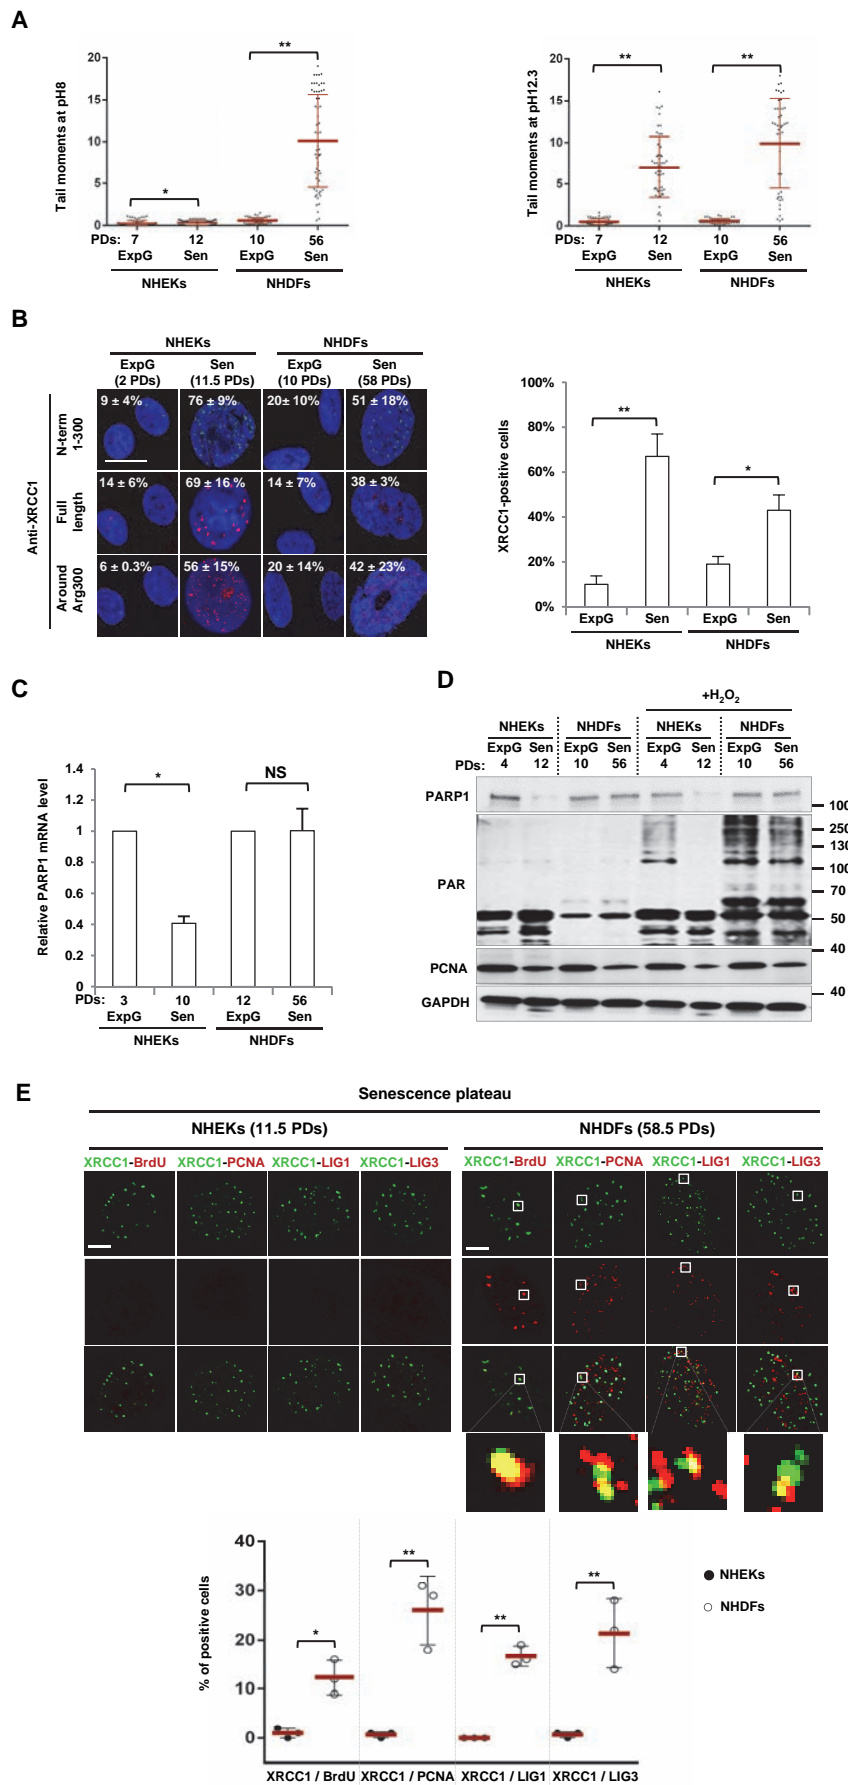 A
Tail moments at pH8
20
15
10
5
0
*
**
PDs: 7 12 10 56
ExpG Sen ExpG Sen
NHEKs NHDFs
Tail moments at pH12.3
20
15
10
5
0
**
**
PDs: 7 12 10 56
ExpG Sen ExpG Sen
NHEKs NHDFs
B
NHEKs NHDFs
ExpG Sen ExpG Sen
(2 PDs) (11.5 PDs) (10 PDs) (58 PDs)
Anti-XRCC1
N-term
1-300
9 ± 4% 76 ± 9% 20± 10% 51 ± 18%
Full
length
14 ± 6% 69 ± 16 % 14 ± 7% 38 ± 3%
Around
Arg300
6 ± 0.3% 56 ± 15% 20 ± 14% 42 ± 23%
XRCC1-positive cells
100%
80%
60%
40%
20%
0%
**
*
ExpG Sen ExpG Sen
NHEKs NHDFs
C
Relative PARP1 mRNA level
1.4
1.2
1
0.8
0.6
0.4
0.2
0
*
NS
PDs: 3 10 12 56
ExpG Sen ExpG Sen
NHEKs NHDFs
D
+H₂O₂
NHEKs NHDFs NHEKs NHDFs
ExpG Sen ExpG Sen ExpG Sen ExpG Sen
PDs: 4 12 10 56 4 12 10 56
PARP1
100
PAR
250
130
100
70
50
PCNA
40
GAPDH
40
E
Senescence plateau
NHEKs (11.5 PDs) NHDFs (58.5 PDs)
XRCC1-BrdU XRCC1-PCNA XRCC1-LIG1 XRCC1-LIG3 XRCC1-BrdU XRCC1-PCNA XRCC1-LIG1 XRCC1-LIG3
% of positive cells
40
30
20
10
0
*
**
**
**
NHEKs
NHDFs
XRCC1 / BrdU XRCC1 / PCNA XRCC1 / LIG1 XRCC1 / LIG3